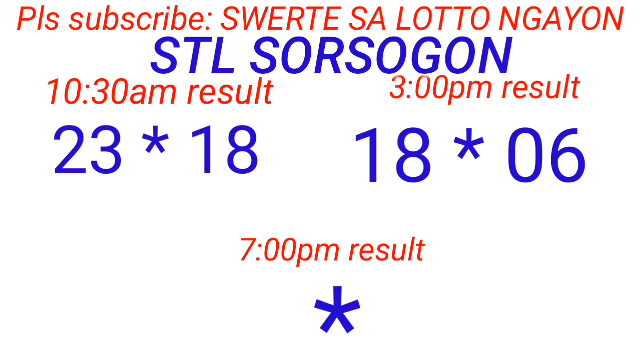 Pls subscribe: SWERTE SA LOTTO NGAYON
STL SORSOGON
10:30am result
3:00pm result
23 * 18
18 * 06
7:00pm result
*